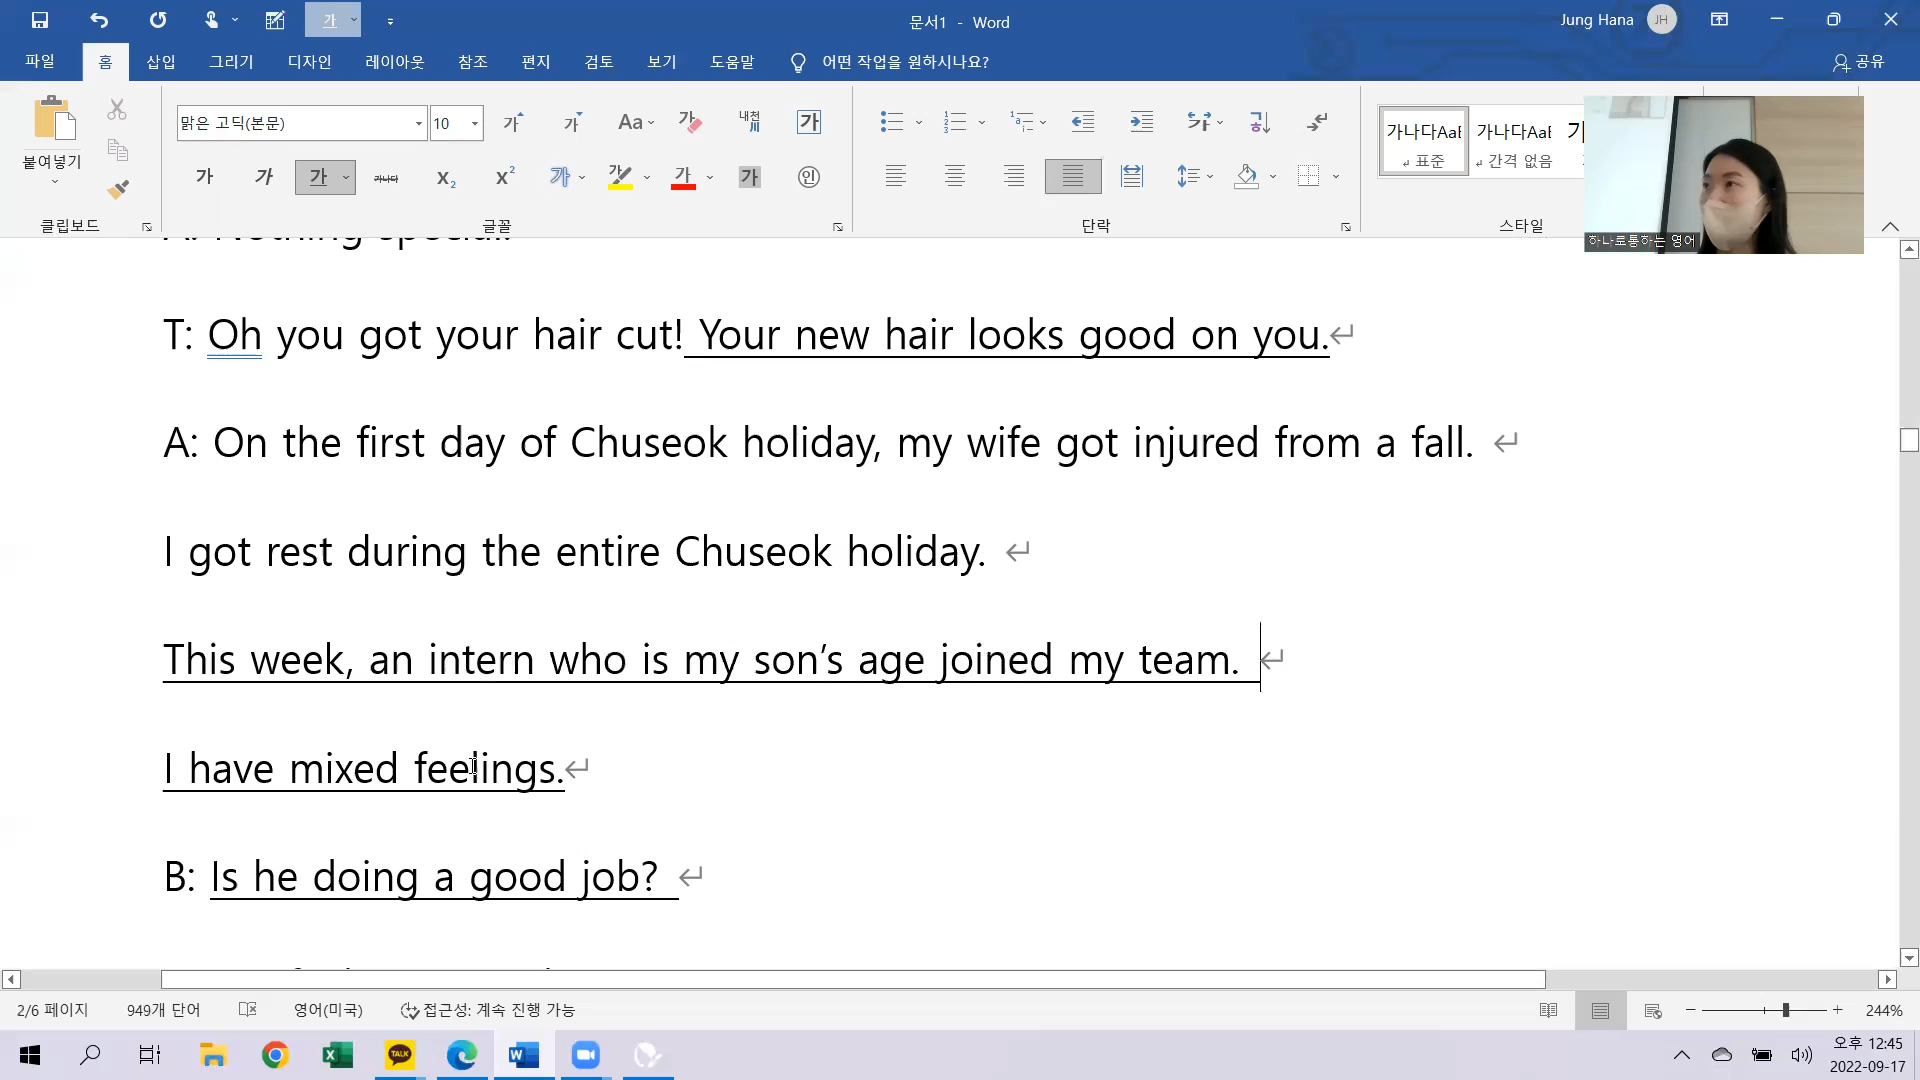 문서1 - Word
Jung Hana JH
파일 홈 삽입 그리기 디자인 레이아웃 참조 편지 검토 보기 도움말 어떤 작업을 원하시나요? 공유
붙여넣기
맑은 고딕(본문) 10
가나다AaB 가나다AaB
표준 간격 없음
클립보드 글꼴 단락 스타일
하나로통하는 영어
A: Nothing special.
T: Oh you got your hair cut! Your new hair looks good on you.
A: On the first day of Chuseok holiday, my wife got injured from a fall.
I got rest during the entire Chuseok holiday.
This week, an intern who is my son's age joined my team.
I have mixed feelings.
B: Is he doing a good job?
2/6 페이지 949개 단어 영어(미국) 접근성: 계속 진행 가능 244%
TALK
오후 12:45
2022-09-17